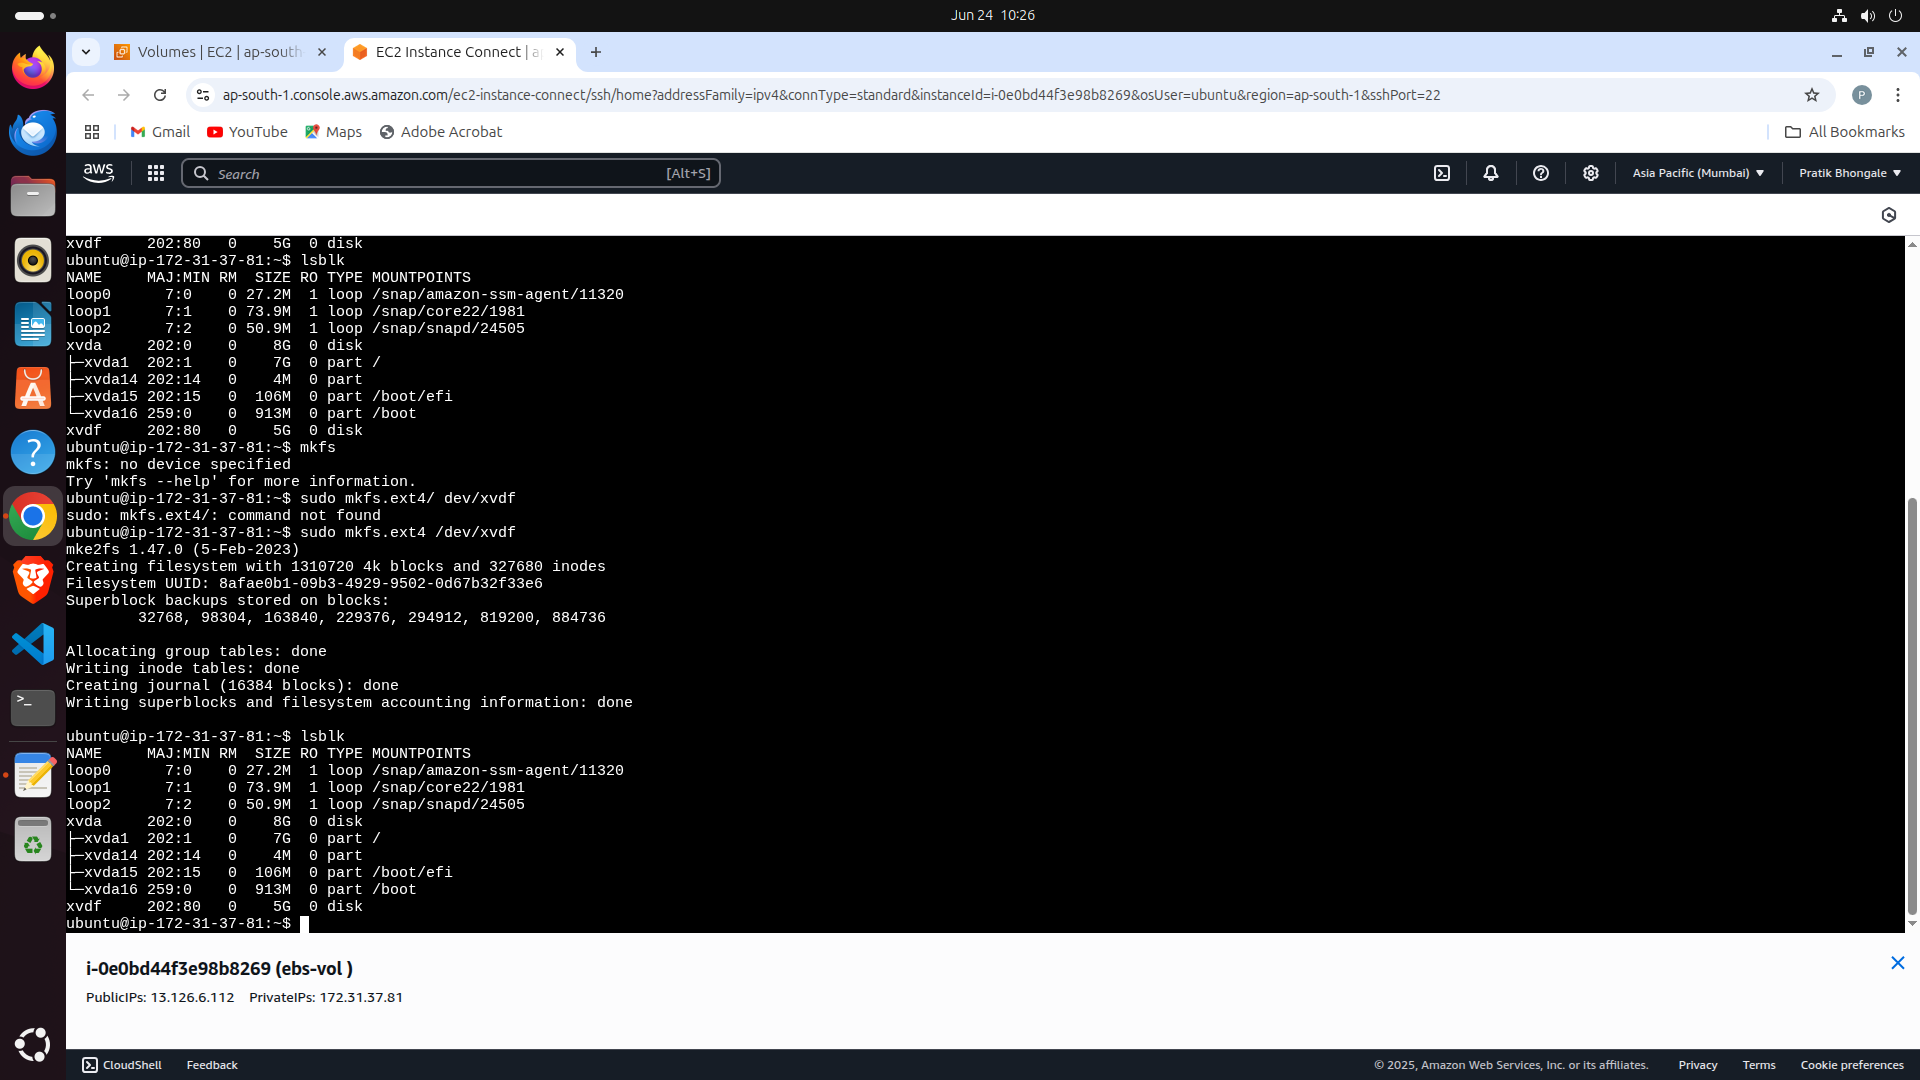 Jun 24 10:26
Volumes | EC2 | ap-south
EC2 Instance Connect | a
ap-south-1.console.aws.amazon.com/ec2-instance-connect/ssh/home?addressFamily=ipv4&connType=standard&instanceId=i-0e0bd44f3e98b8269&osUser=ubuntu&region=ap-south-1&sshPort=22
P
Gmail YouTube Maps Adobe Acrobat All Bookmarks
aws Search [Alt+S] Asia Pacific (Mumbai) Pratik Bhongale
xvdf     202:80   0    5G  0 disk
ubuntu@ip-172-31-37-81:~$ lsblk
NAME     MAJ:MIN RM  SIZE RO TYPE MOUNTPOINTS
loop0      7:0    0 27.2M  1 loop /snap/amazon-ssm-agent/11320
loop1      7:1    0 73.9M  1 loop /snap/core22/1981
loop2      7:2    0 50.9M  1 loop /snap/snapd/24505
xvda     202:0    0    8G  0 disk
├─xvda1  202:1    0    7G  0 part /
├─xvda14 202:14   0    4M  0 part
├─xvda15 202:15   0  106M  0 part /boot/efi
└─xvda16 259:0    0  913M  0 part /boot
xvdf     202:80   0    5G  0 disk
ubuntu@ip-172-31-37-81:~$ mkfs
mkfs: no device specified
Try 'mkfs --help' for more information.
ubuntu@ip-172-31-37-81:~$ sudo mkfs.ext4/ dev/xvdf
sudo: mkfs.ext4/: command not found
ubuntu@ip-172-31-37-81:~$ sudo mkfs.ext4 /dev/xvdf
mke2fs 1.47.0 (5-Feb-2023)
Creating filesystem with 1310720 4k blocks and 327680 inodes
Filesystem UUID: 8afae0b1-09b3-4929-9502-0d67b32f33e6
Superblock backups stored on blocks:
        32768, 98304, 163840, 229376, 294912, 819200, 884736
Allocating group tables: done
Writing inode tables: done
Creating journal (16384 blocks): done
Writing superblocks and filesystem accounting information: done
ubuntu@ip-172-31-37-81:~$ lsblk
NAME     MAJ:MIN RM  SIZE RO TYPE MOUNTPOINTS
loop0      7:0    0 27.2M  1 loop /snap/amazon-ssm-agent/11320
loop1      7:1    0 73.9M  1 loop /snap/core22/1981
loop2      7:2    0 50.9M  1 loop /snap/snapd/24505
xvda     202:0    0    8G  0 disk
├─xvda1  202:1    0    7G  0 part /
├─xvda14 202:14   0    4M  0 part
├─xvda15 202:15   0  106M  0 part /boot/efi
└─xvda16 259:0    0  913M  0 part /boot
xvdf     202:80   0    5G  0 disk
ubuntu@ip-172-31-37-81:~$
i-0e0bd44f3e98b8269 (ebs-vol )
PublicIPs: 13.126.6.112 PrivateIPs: 172.31.37.81
CloudShell Feedback © 2025, Amazon Web Services, Inc. or its affiliates. Privacy Terms Cookie preferences